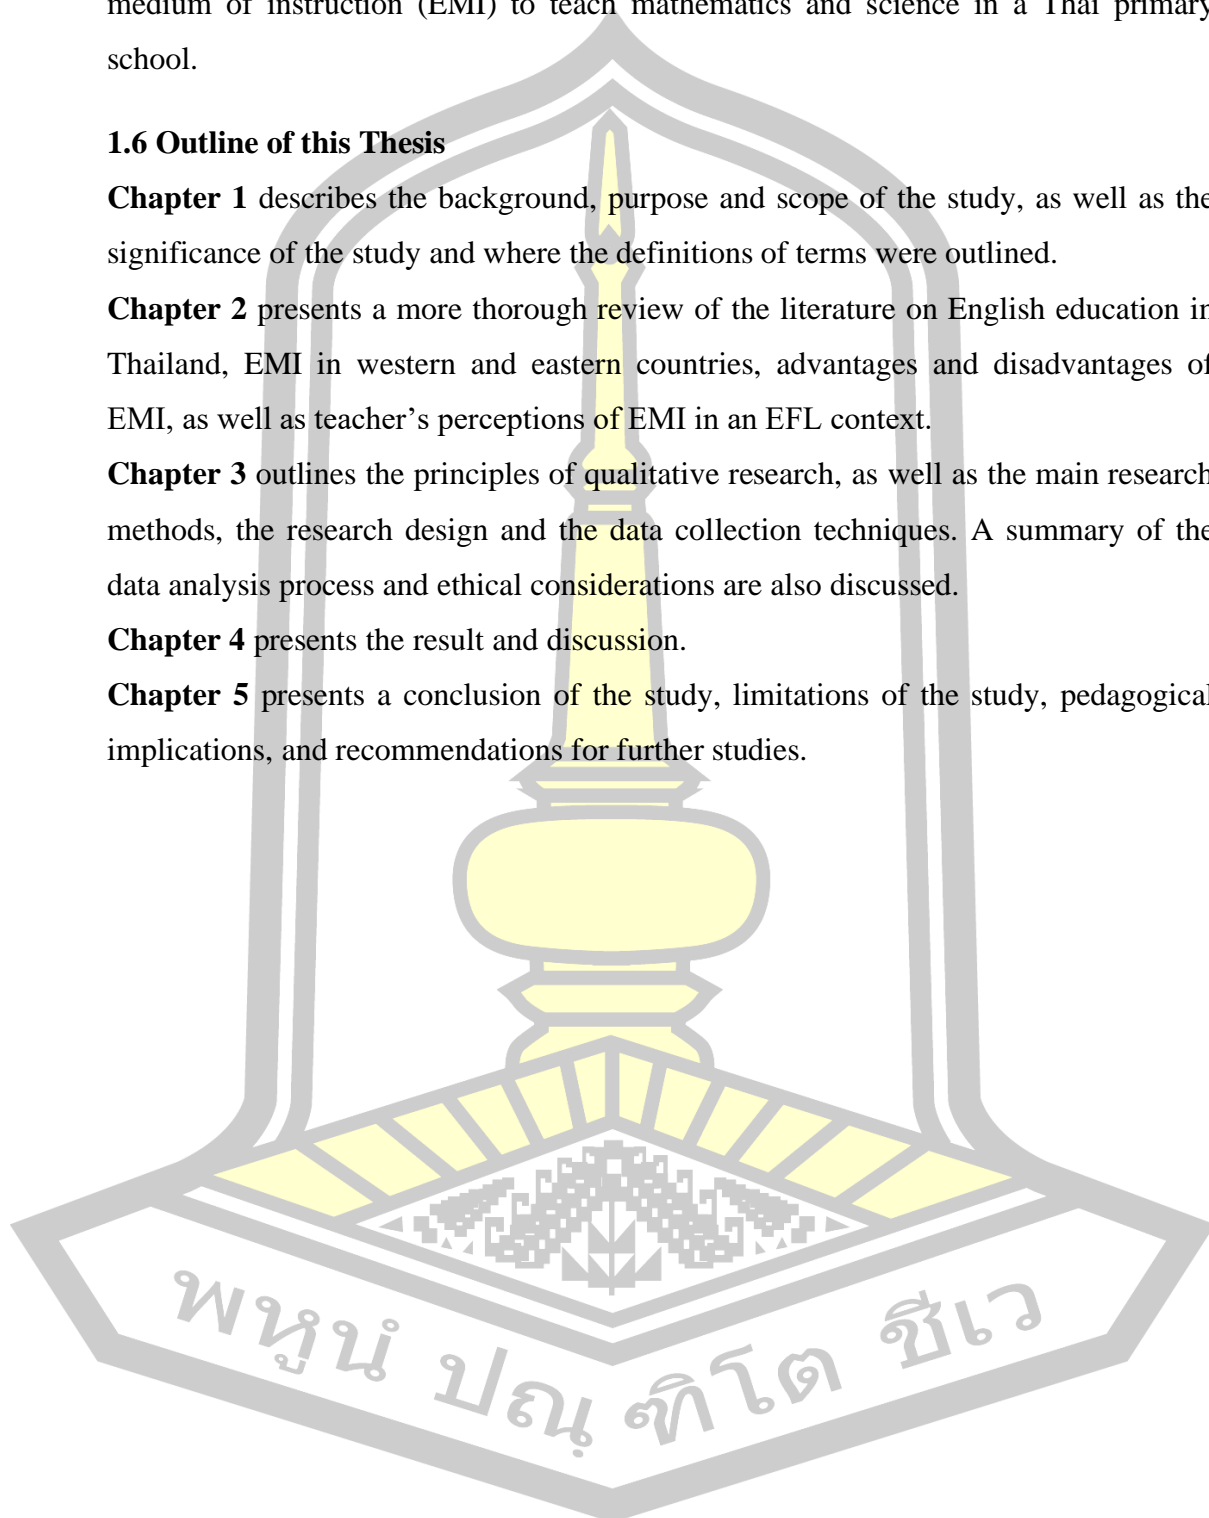 medium of instruction (EMI) to teach mathematics and science in a Thai primary
school.
1.6 Outline of this Thesis
Chapter 1 describes the background, purpose and scope of the study, as well as the
significance of the study and where the definitions of terms were outlined.
Chapter 2 presents a more thorough review of the literature on English education in
Thailand, EMI in western and eastern countries, advantages and disadvantages of
EMI, as well as teacher’s perceptions of EMI in an EFL context.
Chapter 3 outlines the principles of qualitative research, as well as the main research
methods, the research design and the data collection techniques. A summary of the
data analysis process and ethical considerations are also discussed.
Chapter 4 presents the result and discussion.
Chapter 5 presents a conclusion of the study, limitations of the study, pedagogical
implications, and recommendations for further studies.
พหูนํ ปณฺ ฑิโต ชีเว